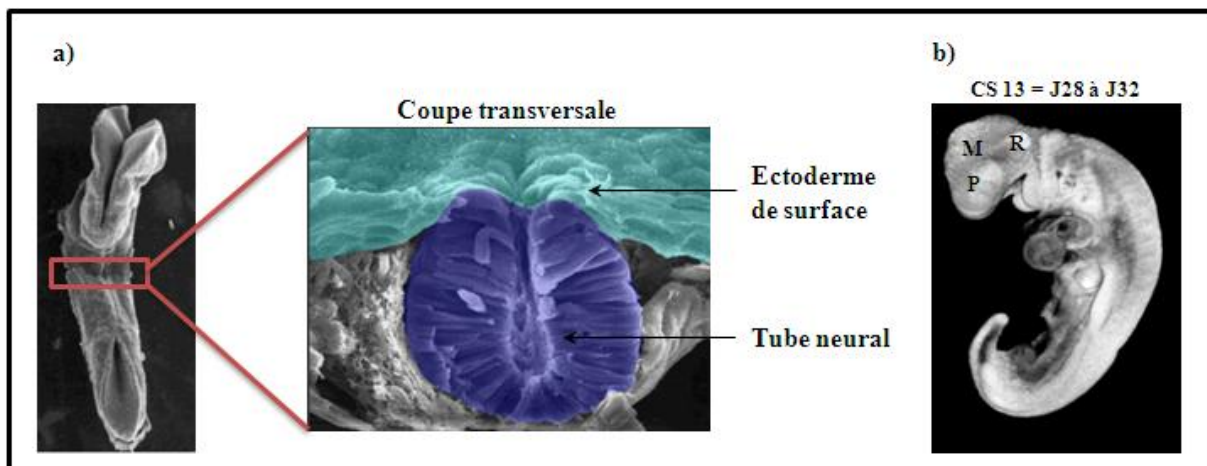 a)
b)
CS 13 = J28 à J32
Coupe transversale
M
R
P
Ectoderme
de surface
Tube neural